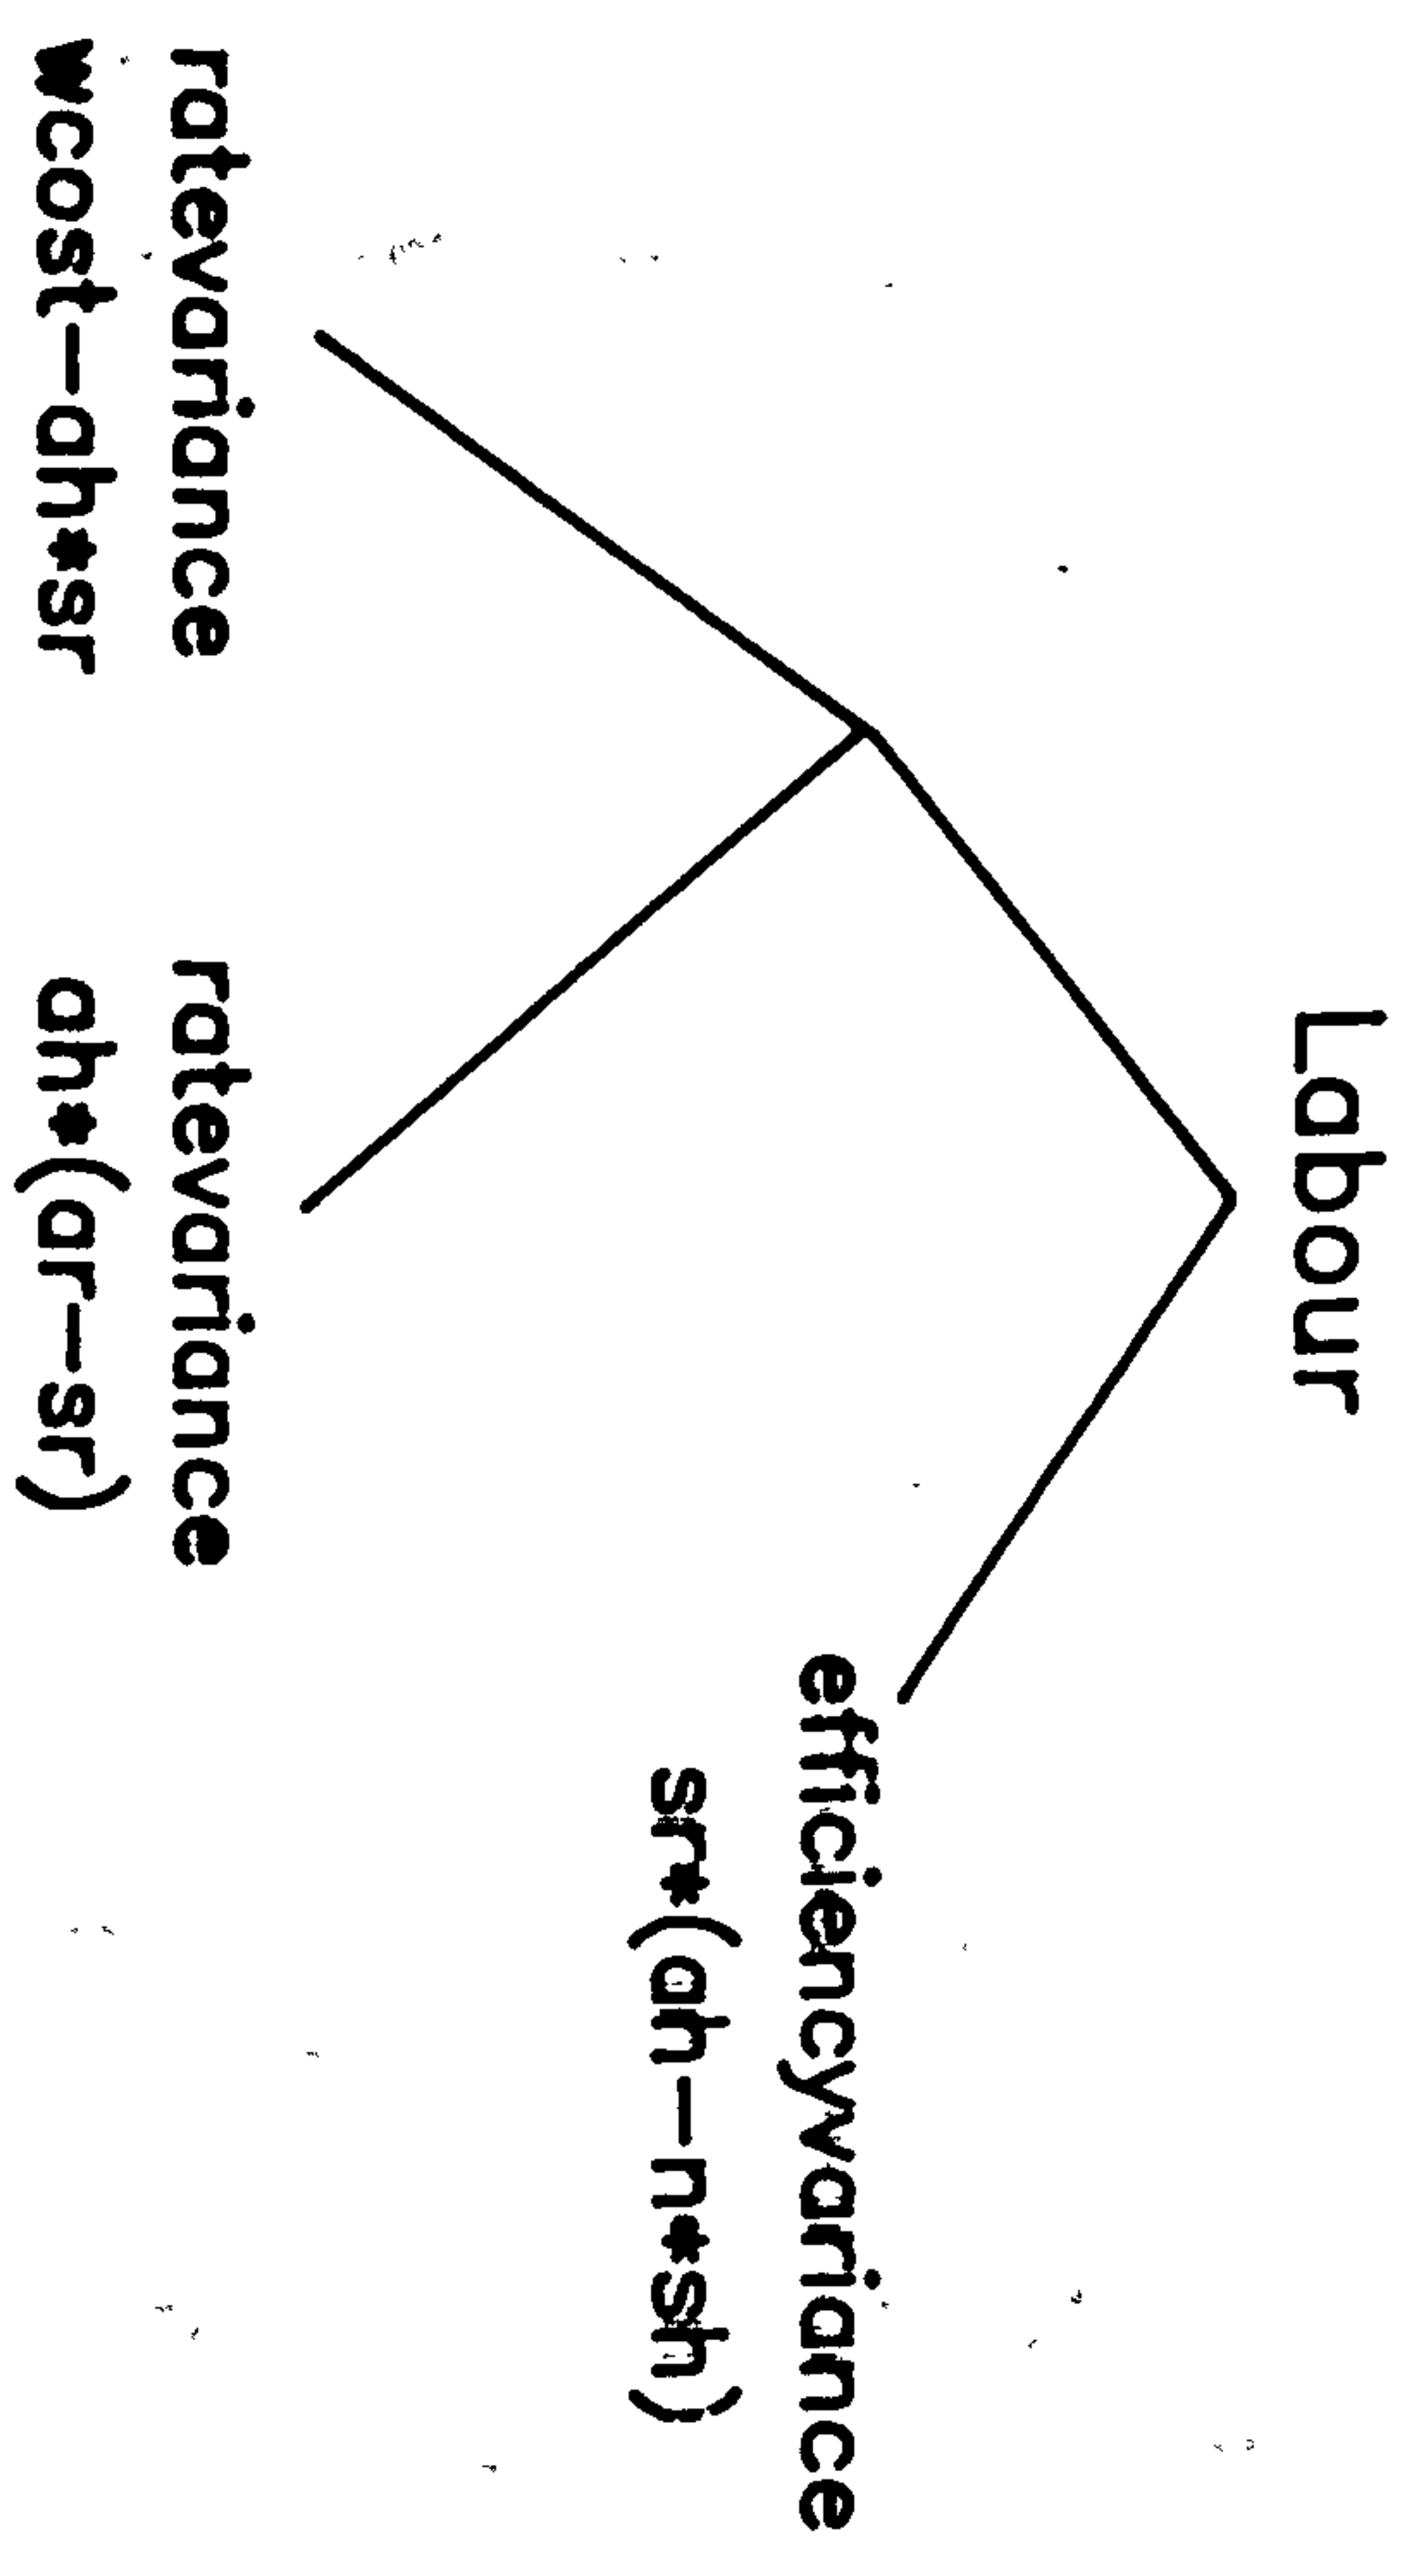 Labour
efficiencyvariance
sr*(ah-n*sh)
ratevariance
wcost-ah*sr
ratevariance
ah*(ar-sr)